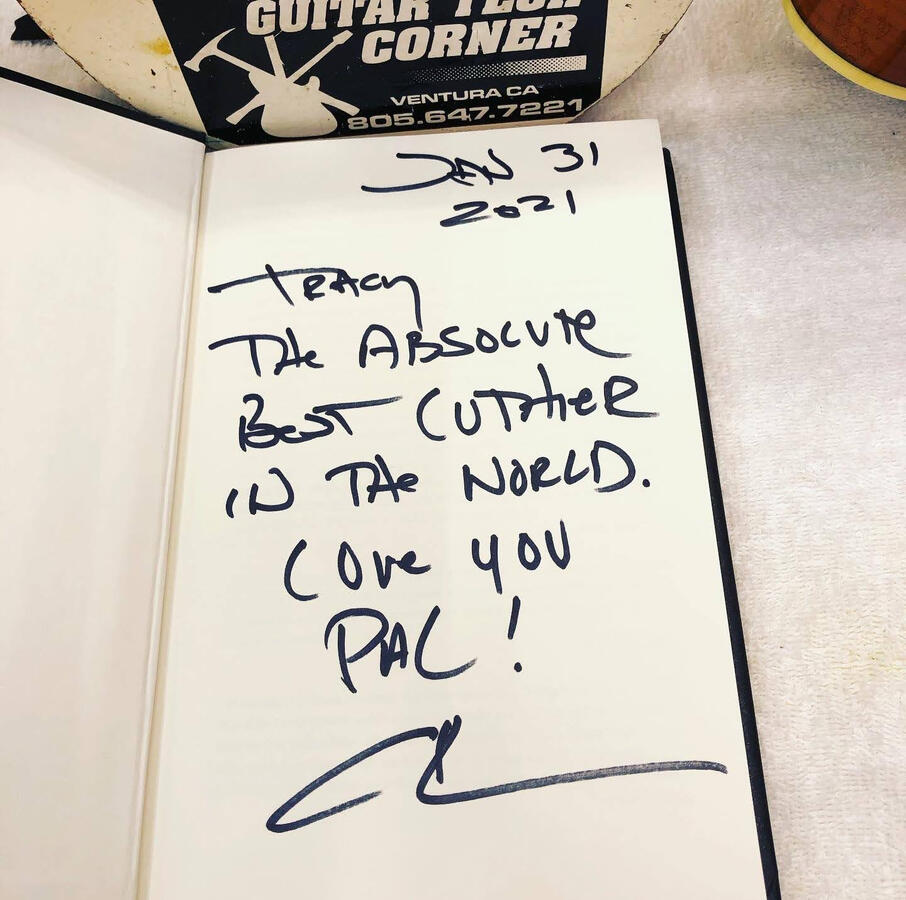 GUITAR TECH
CORNER
VENTURA CA
805.647.7221
JAN 31
2021
TRACY
THE ABSOLUTE
BEST LUTHIER
IN THE WORLD.
LOVE YOU
PAL!